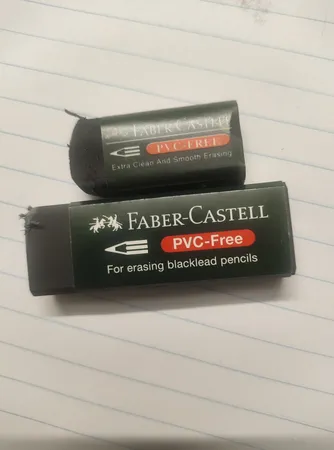 FABER-CASTELL
PVC-FREE
Extra Clean And Smooth Erasing
FABER-CASTELL
PVC-Free
For erasing blacklead pencils